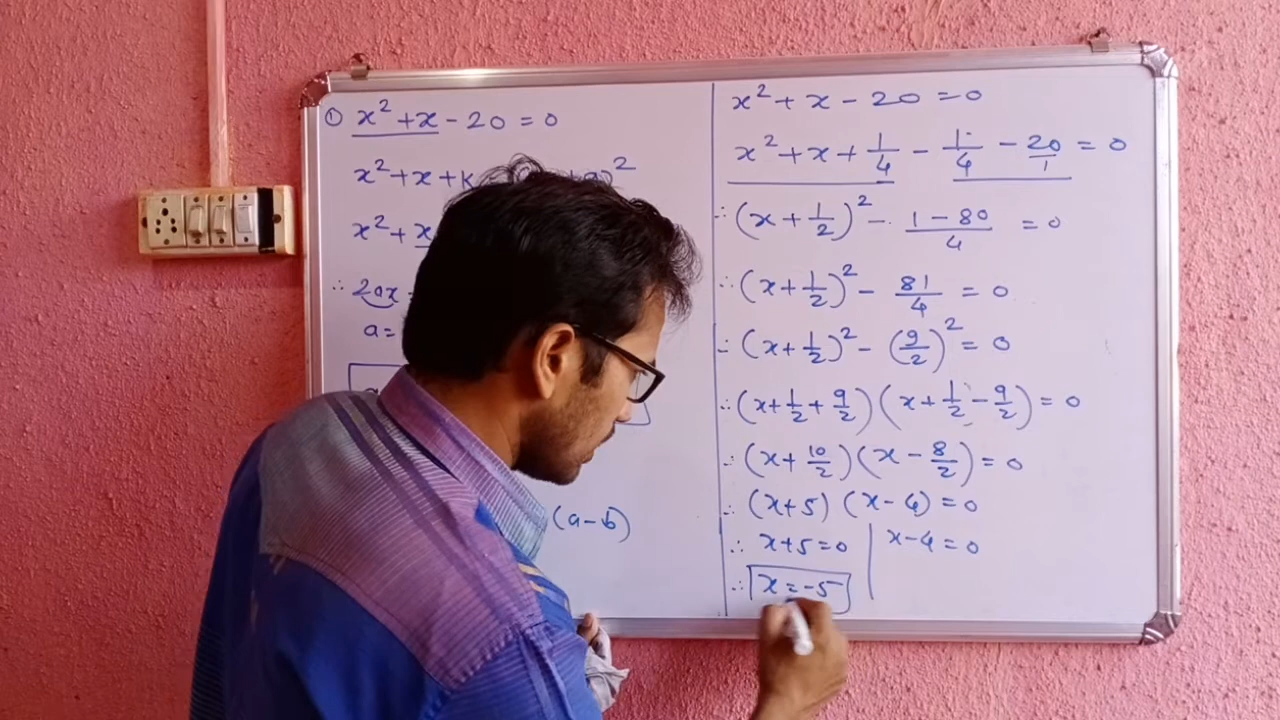 ① x² + x - 20 = 0
x² + x + k = )²
x² + x
∴ 2ax
a =
(a - b)
x² + x - 20 = 0
x² + x + 1/4 - 1/4 - 20/1 = 0
∴ (x + 1/2)² - (1 - 80)/4 = 0
∴ (x + 1/2)² - 81/4 = 0
∴ (x + 1/2)² - (9/2)² = 0
∴ (x + 1/2 + 9/2) (x + 1/2 - 9/2) = 0
∴ (x + 10/2) (x - 8/2) = 0
∴ (x + 5) (x - 4) = 0
∴ x + 5 = 0 | x - 4 = 0
∴ x = -5